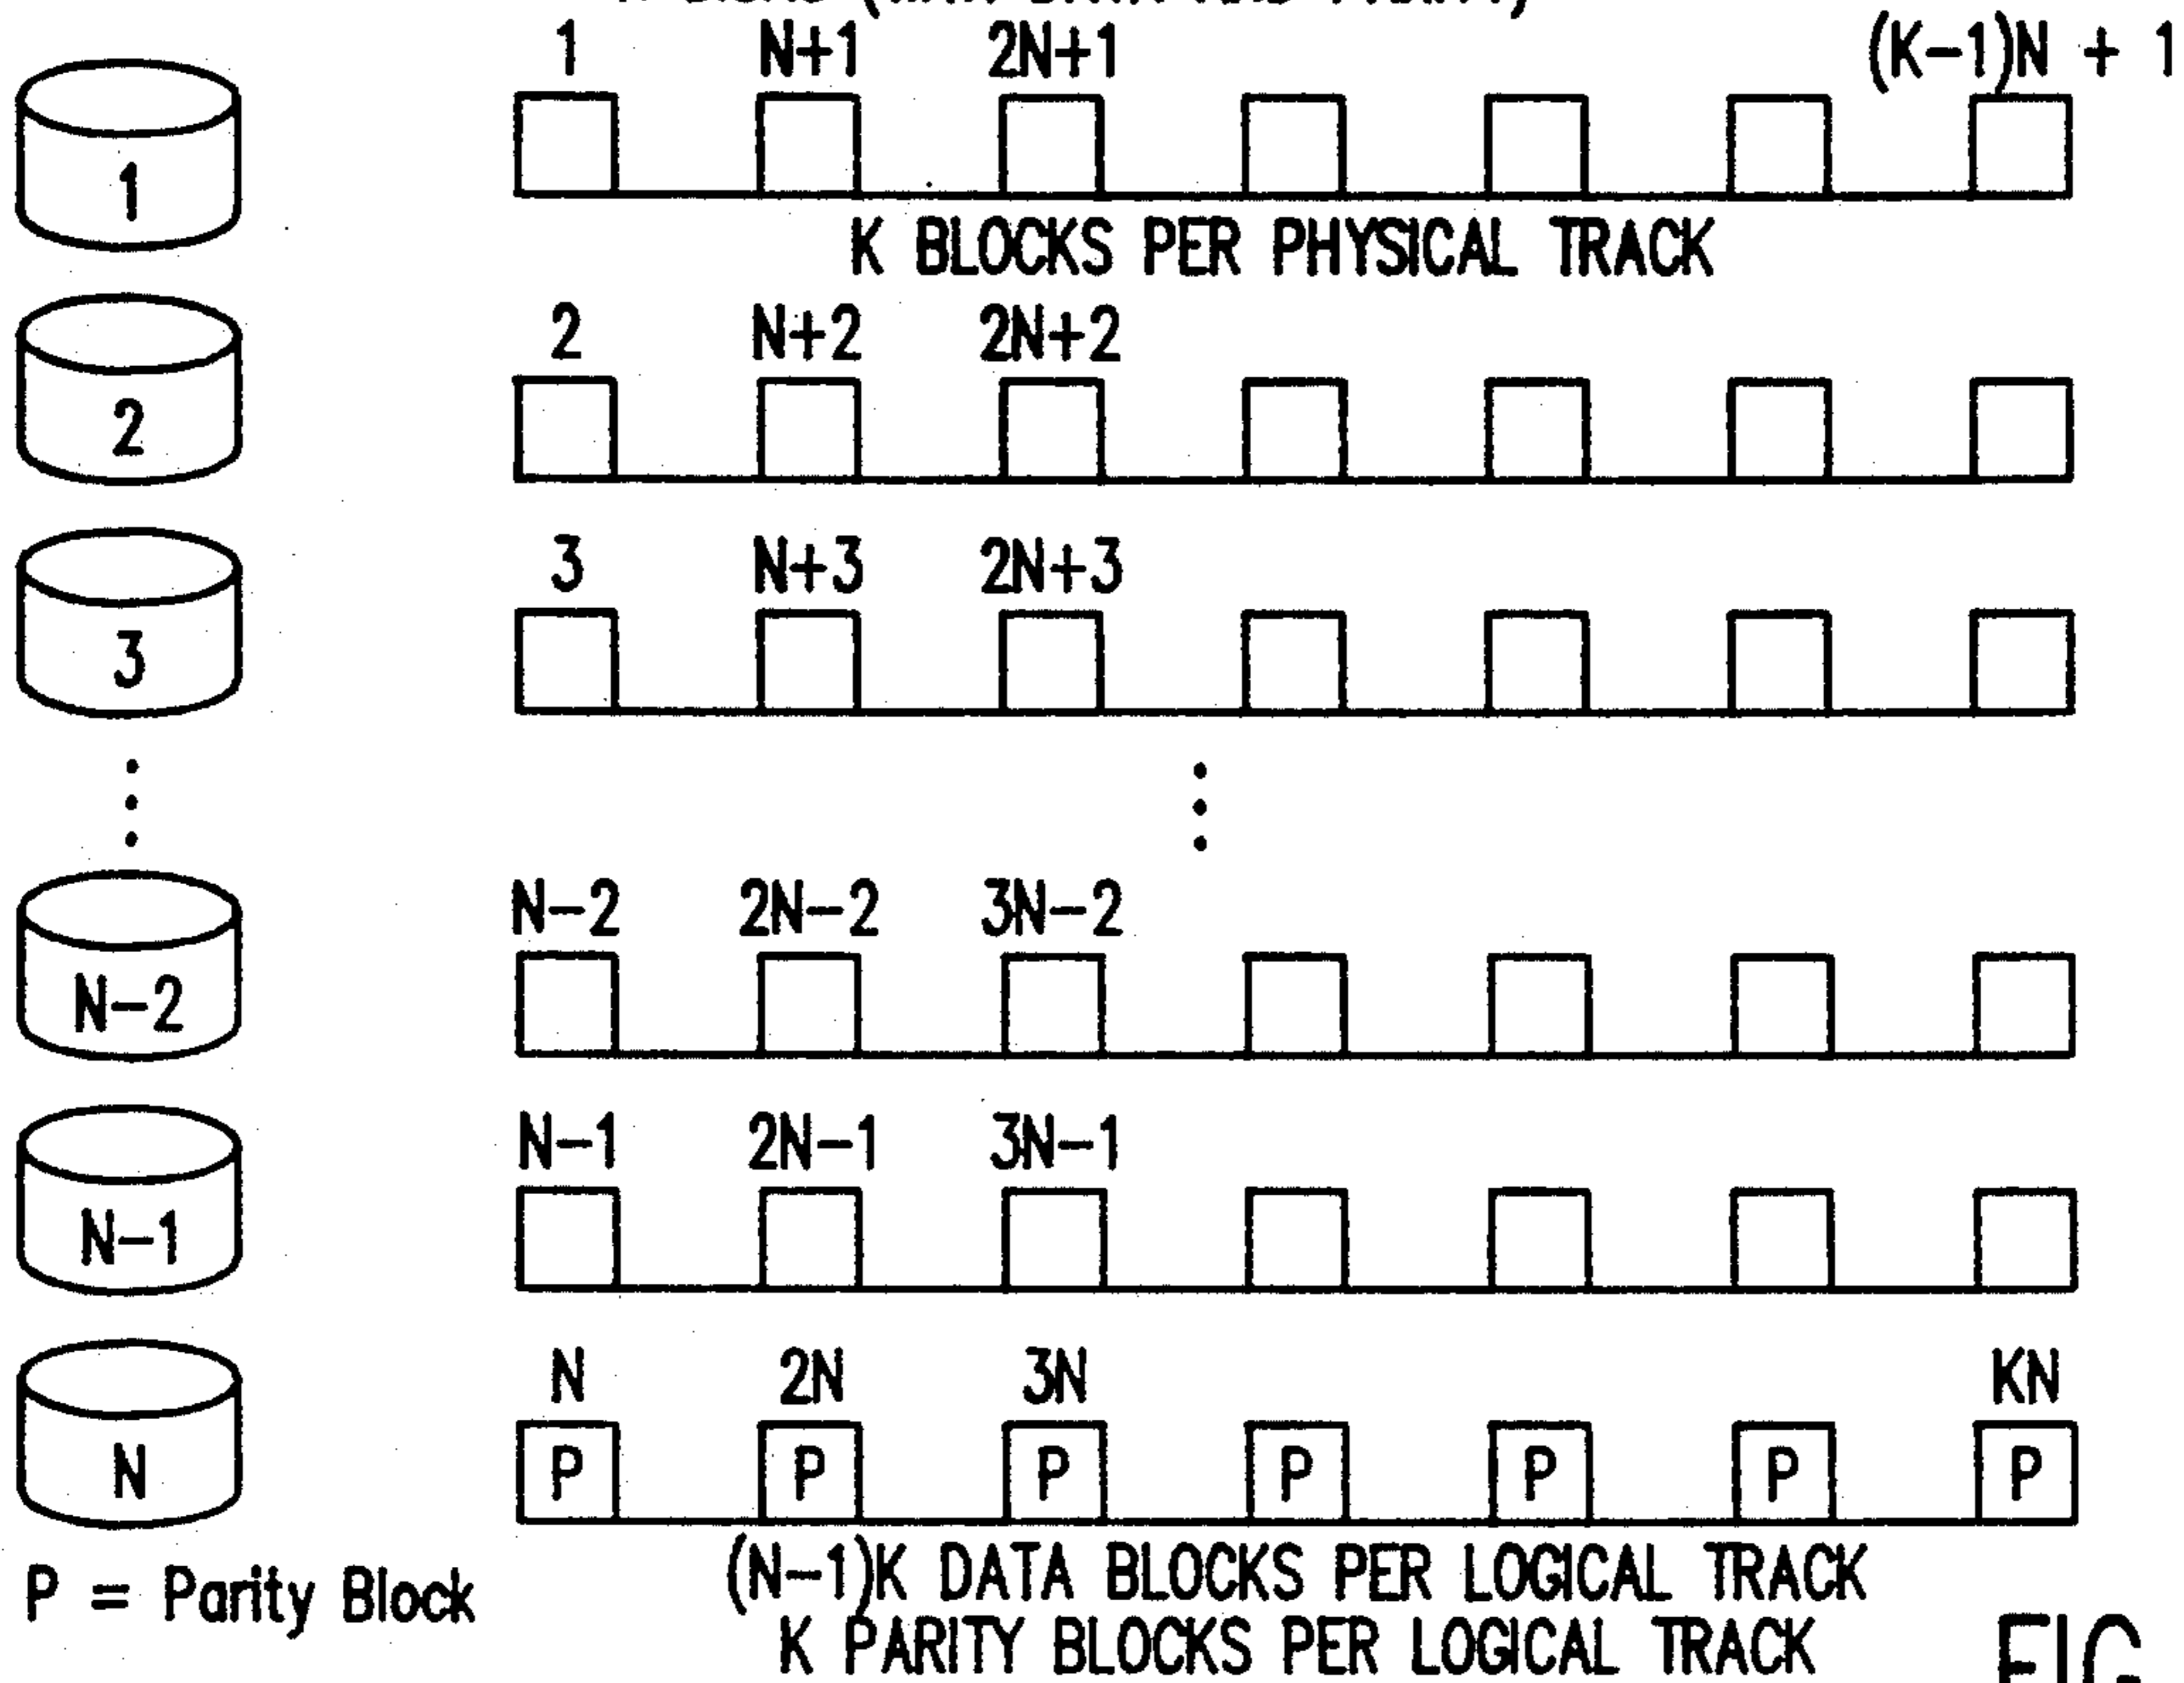 1 N+1 2N+1 (K-1)N + 1
1
K BLOCKS PER PHYSICAL TRACK
2 N+2 2N+2
2
3 N+3 2N+3
3
N-2 2N-2 3N-2
N-2
N-1 2N-1 3N-1
N-1
N 2N 3N KN
N P P P P P P P
P = Parity Block
(N-1)K DATA BLOCKS PER LOGICAL TRACK
K PARITY BLOCKS PER LOGICAL TRACK
FIG